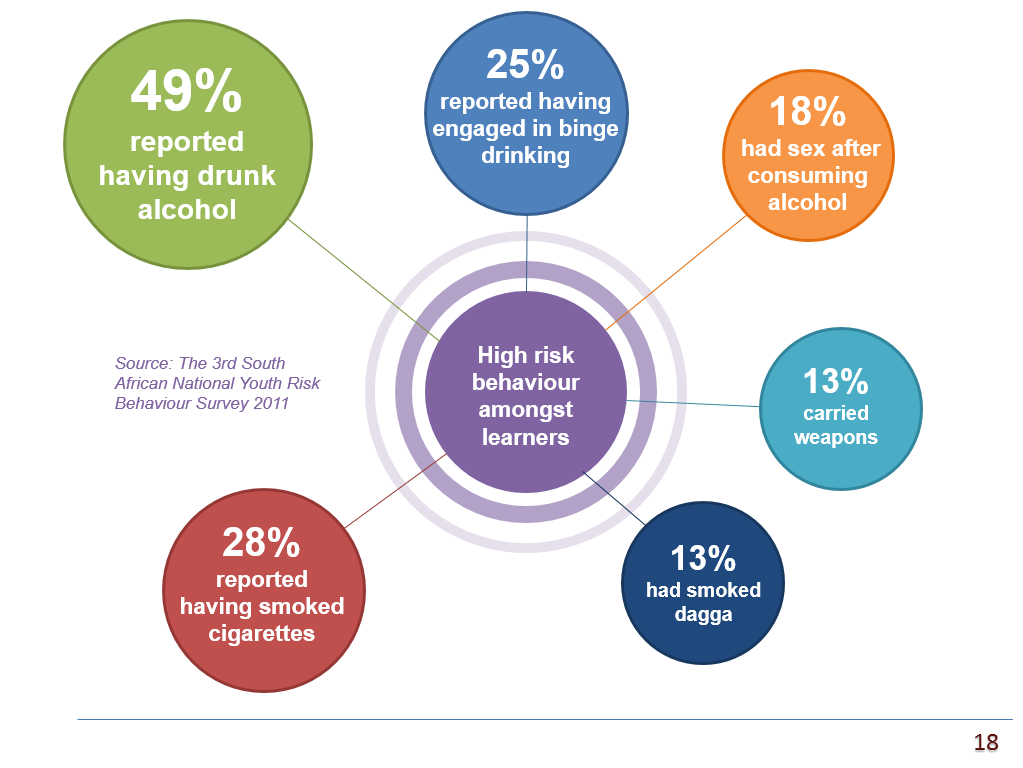 49%
reported
having drunk
alcohol
25%
reported having
engaged in binge
drinking
18%
had sex after
consuming
alcohol
High risk
behaviour
amongst
learners
Source: The 3rd South
African National Youth Risk
Behaviour Survey 2011
13%
carried
weapons
28%
reported
having smoked
cigarettes
13%
had smoked
dagga
18